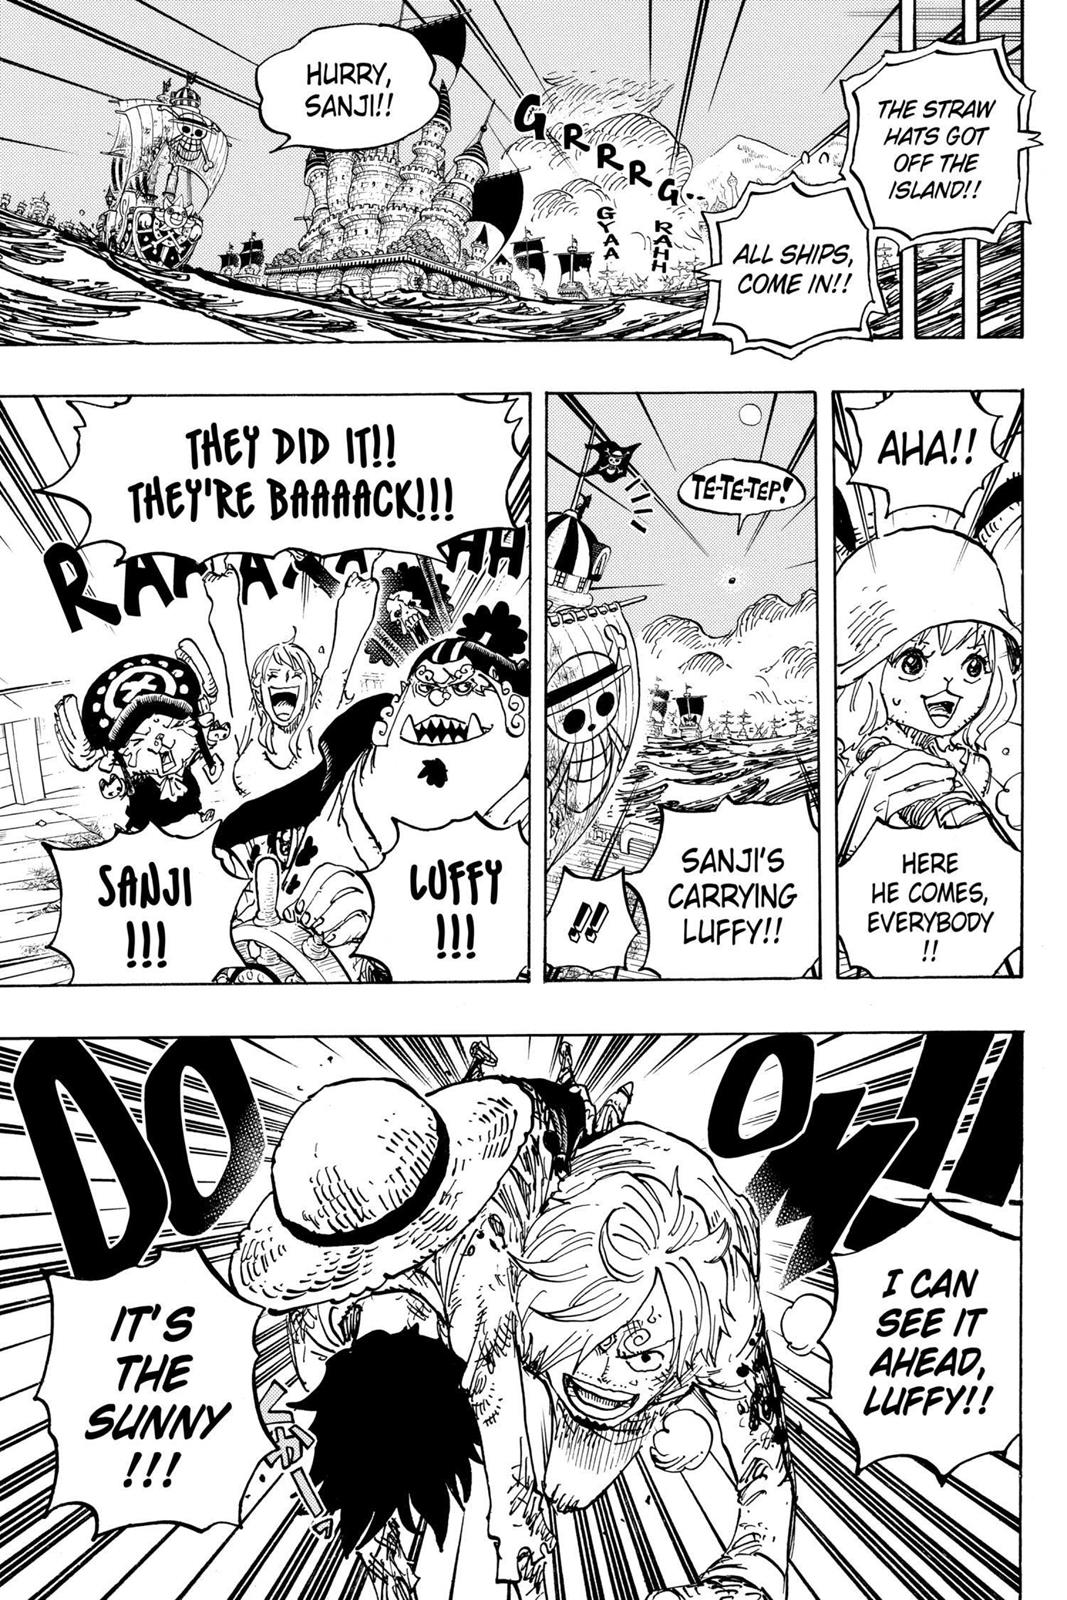 THE STRAW
HATS GOT
OFF THE
ISLAND!!
ALL SHIPS,
COME IN!!
RAHH
GYAA
GRRRRG..
HURRY,
SANJI!!
AHA!!
HERE
HE COMES,
EVERYBODY
!!
TE-TE-TEP!
SANJI'S
CARRYING
LUFFY!!
!!
THEY DID IT!!
THEY'RE BAAAACK!!!
LUFFY
!!!
SANJI
!!!
I CAN
SEE IT
AHEAD,
LUFFY!!
IT'S
THE
SUNNY
!!!